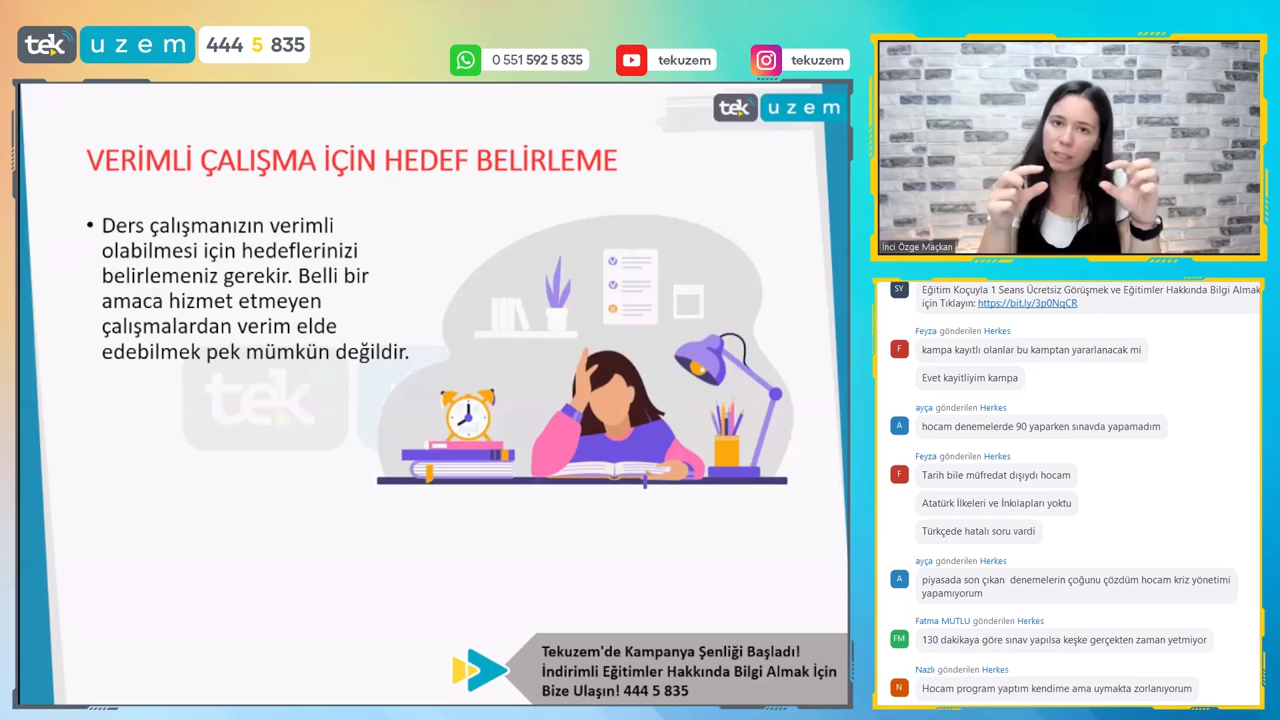 tek uzem 444 5 835
0 551 592 5 835
tekuzem
tekuzem
tek uzem
VERİMLİ ÇALIŞMA İÇİN HEDEF BELİRLEME
• Ders çalışmanızın verimli
olabilmesi için hedeflerinizi
belirlemeniz gerekir. Belli bir
amaca hizmet etmeyen
çalışmalardan verim elde
edebilmek pek mümkün değildir.
tek
Tekuzem'de Kampanya Şenliği Başladı!
İndirimli Eğitimler Hakkında Bilgi Almak İçin
Bize Ulaşın! 444 5 835
İnci Özge Maçkan
SY
Eğitim Koçuyla 1 Seans Ücretsiz Görüşmek ve Eğitimler Hakkında Bilgi Almak
için Tıklayın: https://bit.ly/3p0NqCR
Feyza gönderilen Herkes
F
kampa kayıtlı olanlar bu kamptan yararlanacak mi
Evet kayitliyim kampa
ayça gönderilen Herkes
A
hocam denemelerde 90 yaparken sınavda yapamadım
Feyza gönderilen Herkes
F
Tarih bile müfredat dışıydı hocam
Atatürk İlkeleri ve İnkılapları yoktu
Türkçede hatalı soru vardi
ayça gönderilen Herkes
A
piyasada son çıkan denemelerin çoğunu çözdüm hocam kriz yönetimi
yapamıyorum
Fatma MUTLU gönderilen Herkes
FM
130 dakikaya göre sınav yapılsa keşke gerçekten zaman yetmiyor
Nazlı gönderilen Herkes
N
Hocam program yaptım kendime ama uymakta zorlanıyorum